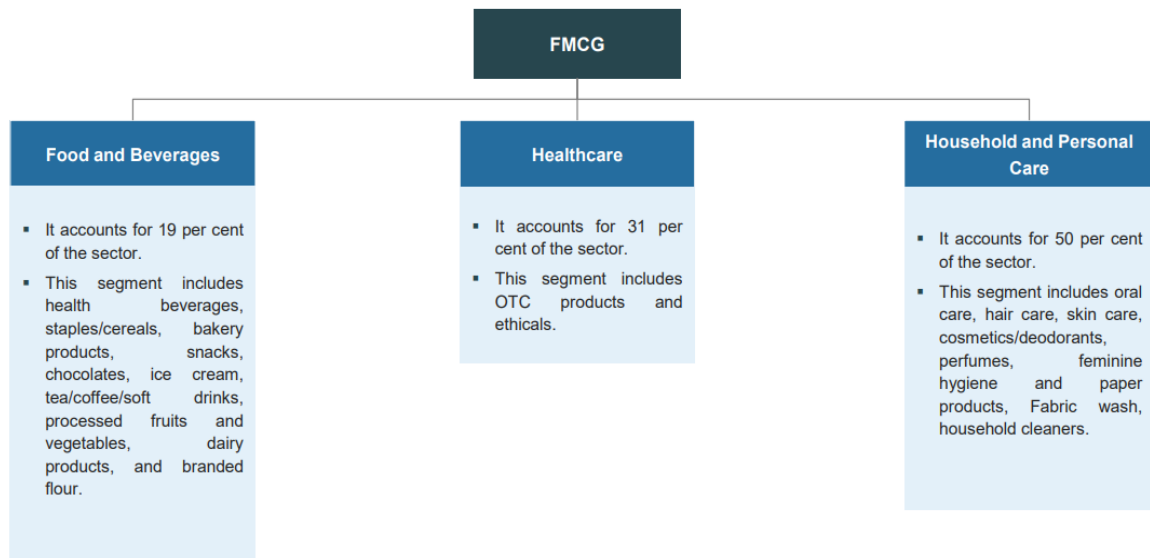 FMCG
Food and Beverages
▪ It accounts for 19 per cent
of the sector.
▪ This segment includes
health beverages,
staples/cereals, bakery
products, snacks,
chocolates, ice cream,
tea/coffee/soft drinks,
processed fruits and
vegetables, dairy
products, and branded
flour.
Healthcare
▪ It accounts for 31 per
cent of the sector.
▪ This segment includes
OTC products and
ethicals.
Household and Personal
Care
▪ It accounts for 50 per cent
of the sector.
▪ This segment includes oral
care, hair care, skin care,
cosmetics/deodorants,
perfumes, feminine
hygiene and paper
products, Fabric wash,
household cleaners.